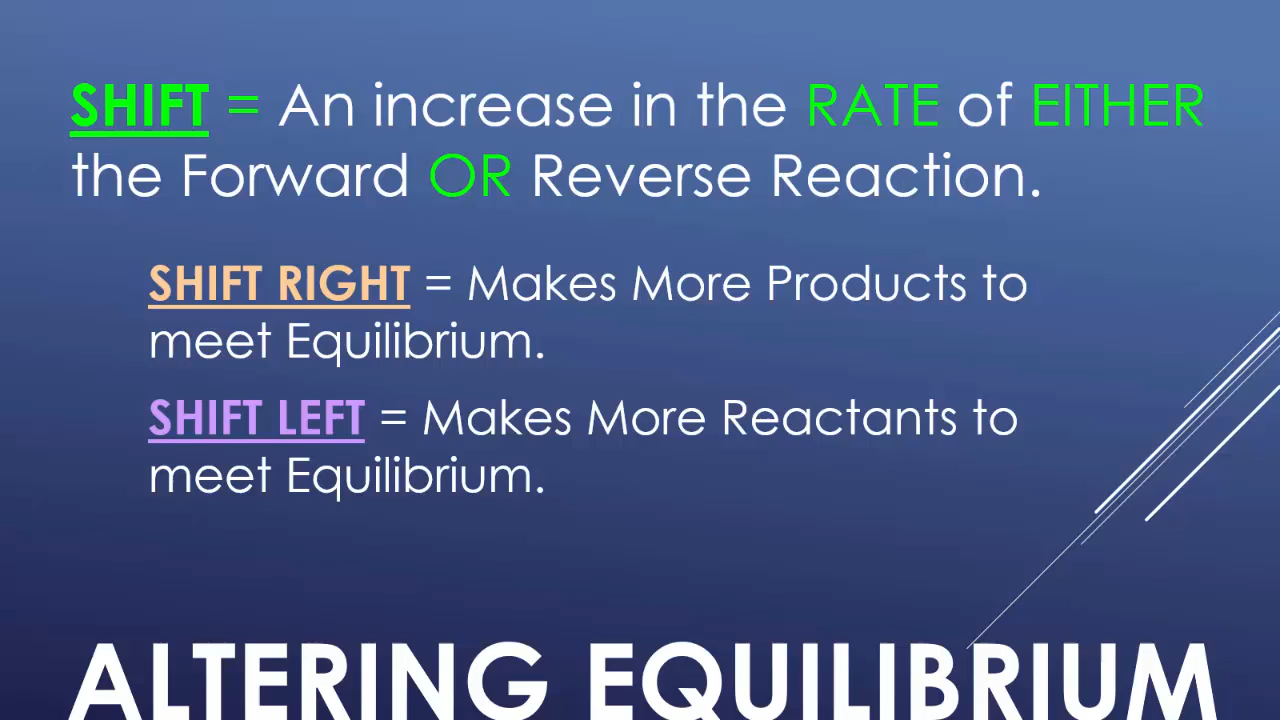 SHIFT = An increase in the RATE of EITHER
the Forward OR Reverse Reaction.
SHIFT RIGHT = Makes More Products to
meet Equilibrium.
SHIFT LEFT = Makes More Reactants to
meet Equilibrium.
ALTERING EQUILIBRIUM